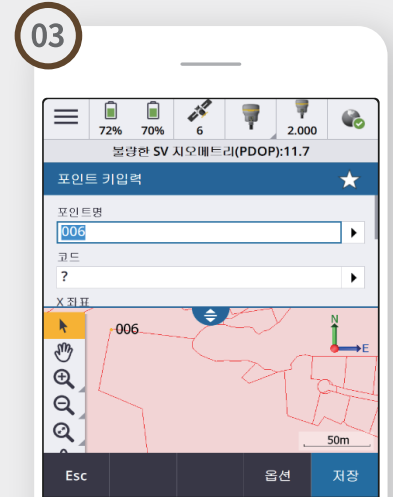 03
72% 70% 6 2.000
불량한 SV 지오메트리(PDOP):11.7
포인트 키입력
포인트명
006
코드
?
X 좌표
006
N
E
50m
Esc 옵션 저장